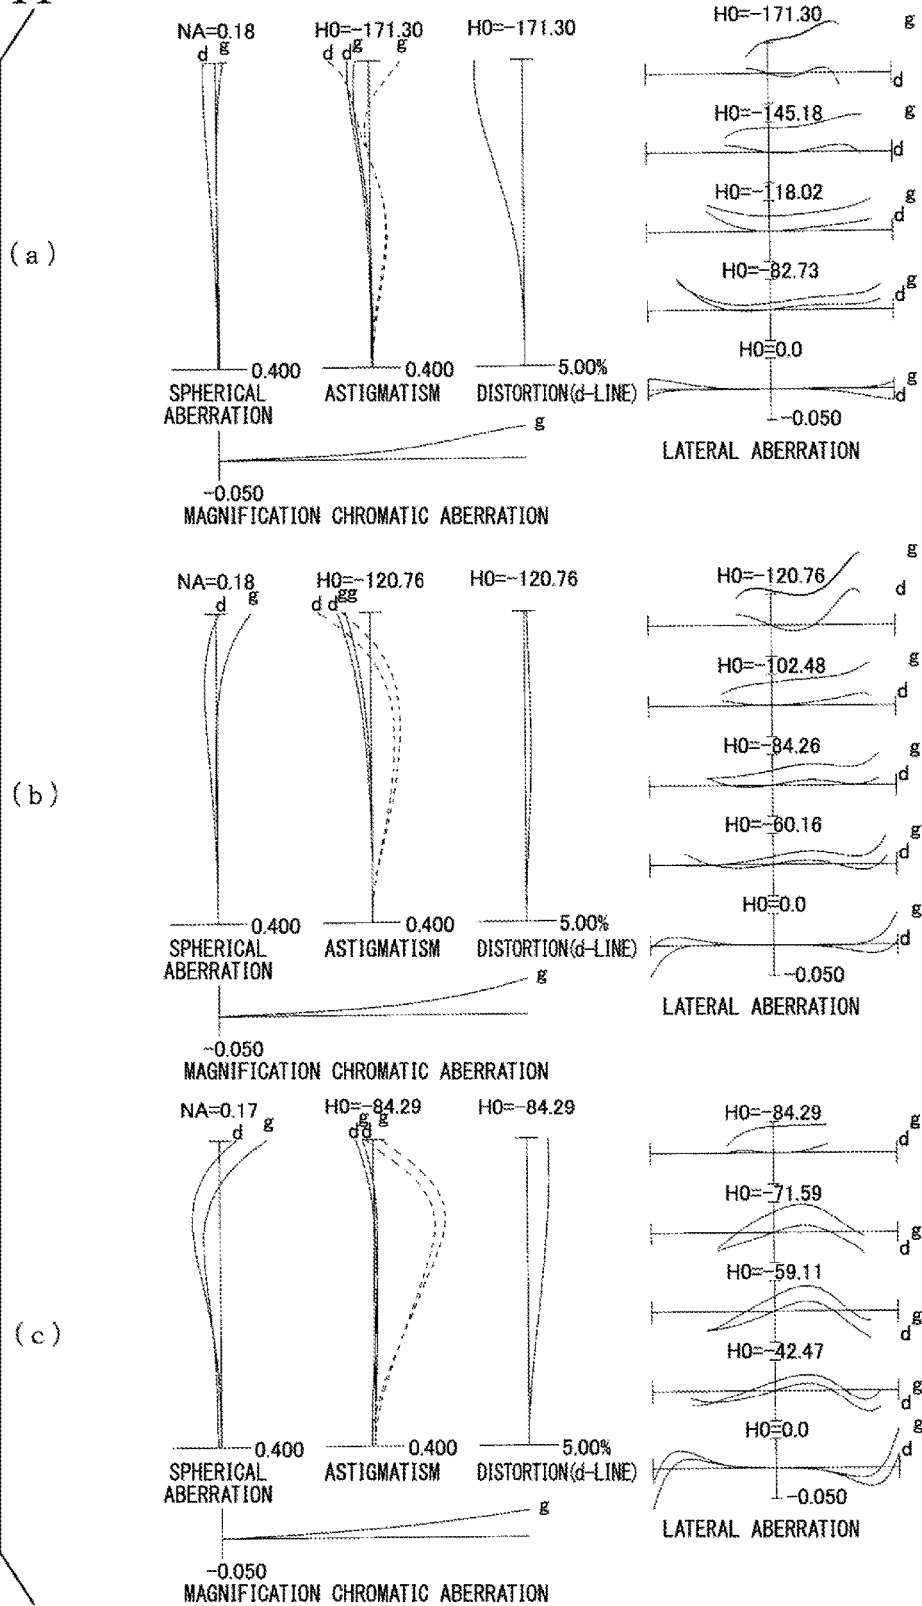 (a)
NA=0.18
d g
SPHERICAL
ABERRATION
0.400
H0=-171.30
d d g g
ASTIGMATISM
0.400
H0=-171.30
DISTORTION(d-LINE)
5.00%
g
-0.050
MAGNIFICATION CHROMATIC ABERRATION
H0=-171.30
g
d
H0=-145.18
g
d
H0=-118.02
g
d
H0=-82.73
g
d
H0=0.0
g
d
-0.050
LATERAL ABERRATION
(b)
NA=0.18
d g
SPHERICAL
ABERRATION
0.400
H0=-120.76
d d g g
ASTIGMATISM
0.400
H0=-120.76
DISTORTION(d-LINE)
5.00%
g
-0.050
MAGNIFICATION CHROMATIC ABERRATION
H0=-120.76
g
d
H0=-102.48
g
d
H0=-84.26
g
d
H0=-60.16
g
d
H0=0.0
g
d
-0.050
LATERAL ABERRATION
(c)
NA=0.17
d g
SPHERICAL
ABERRATION
0.400
H0=-84.29
g g
d d
ASTIGMATISM
0.400
H0=-84.29
DISTORTION(d-LINE)
5.00%
g
-0.050
MAGNIFICATION CHROMATIC ABERRATION
H0=-84.29
g
d
H0=-71.59
g
d
H0=-59.11
g
d
H0=-42.47
g
d
H0=0.0
g
d
-0.050
LATERAL ABERRATION